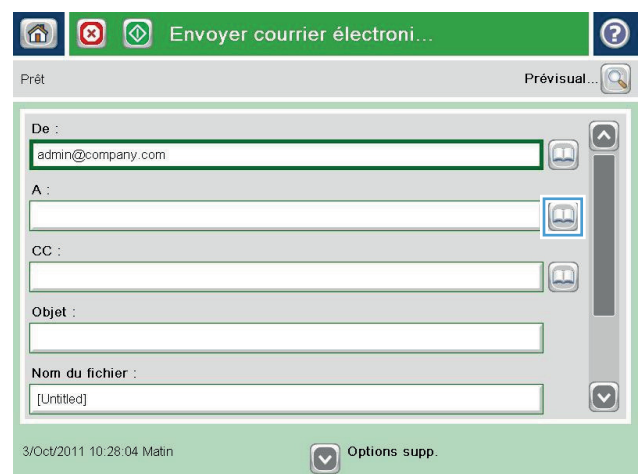 Envoyer courrier électroni...
Prêt
Prévisual...
De :
admin@company.com
A :
CC :
Objet :
Nom du fichier :
[Untitled]
3/Oct/2011 10:28:04 Matin
Options supp.